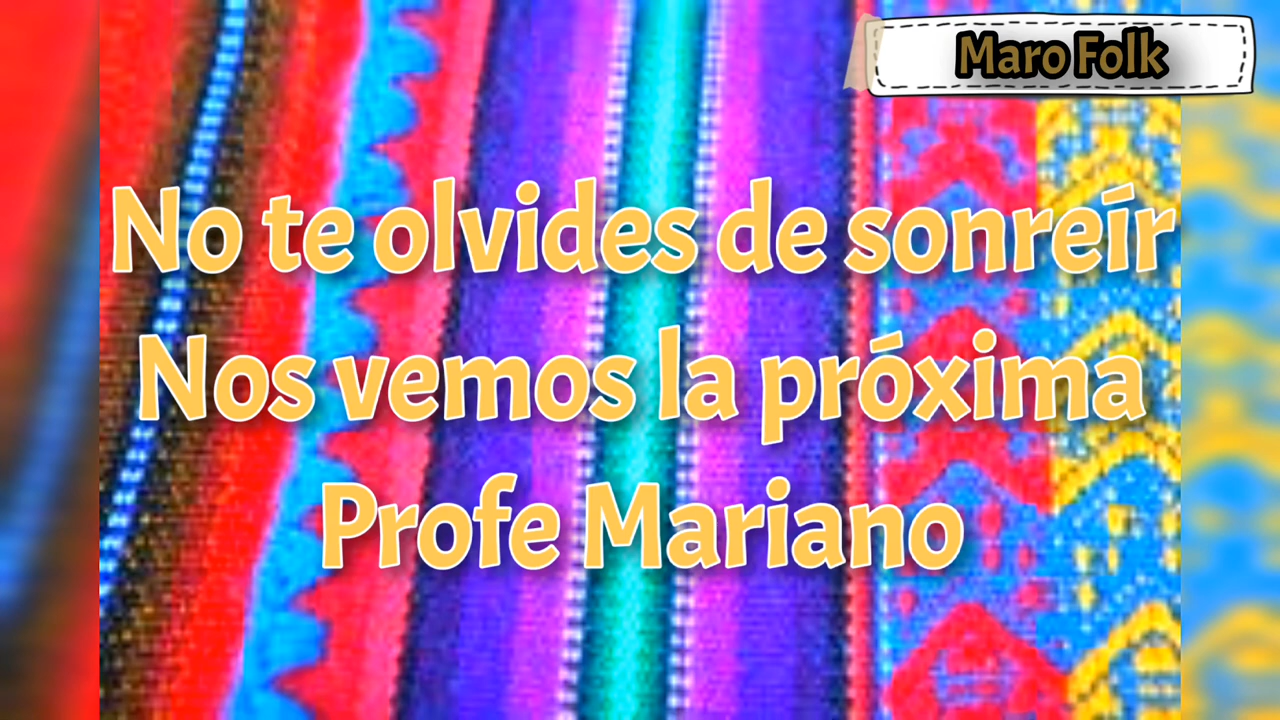 Maro Folk
No te olvides de sonreír
Nos vemos la próxima
Profe Mariano